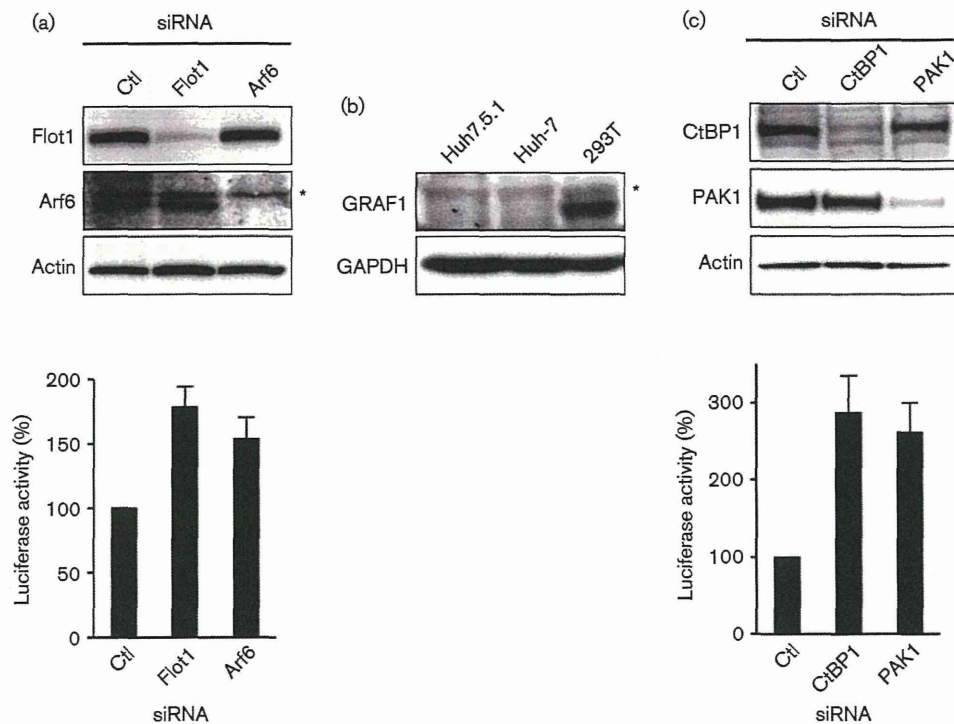 (a)
siRNA
Ctl
Flot1
Arf6
Flot1
Arf6
*
Actin
Luciferase activity (%)
200
150
100
50
0
Ctl
Flot1
Arf6
siRNA
(b)
Huh7.5.1
Huh-7
293T
GRAF1
*
GAPDH
(c)
siRNA
Ctl
CtBP1
PAK1
CtBP1
PAK1
Actin
Luciferase activity (%)
300
200
100
0
Ctl
CtBP1
PAK1
siRNA